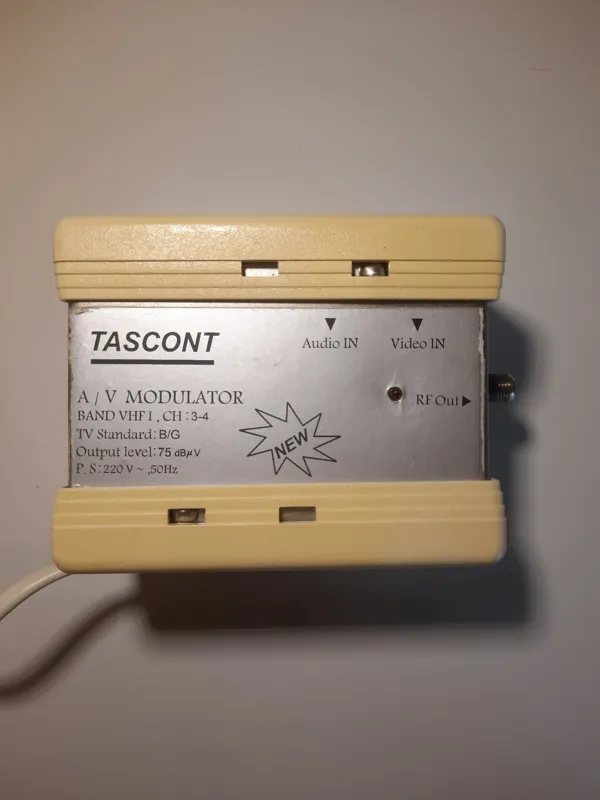 TASCONT
Audio IN Video IN
A / V MODULATOR
BAND VHF I , CH : 3-4
RF Out
TV Standard: B/G
NEW
Output level: 75 dBµV
P. S: 220 V ~ ,50Hz